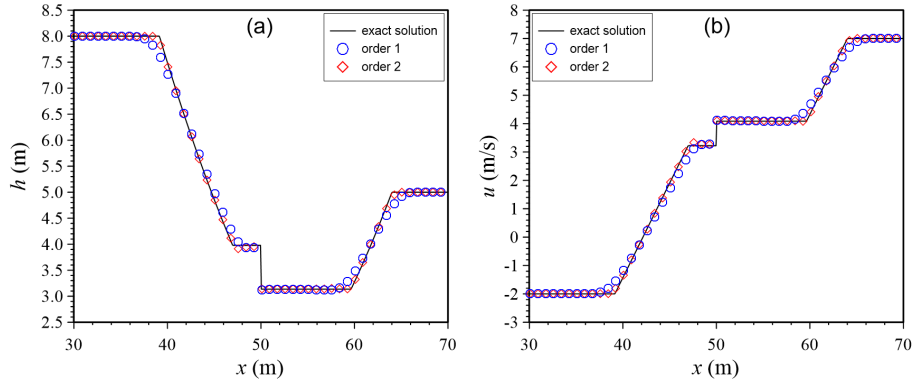 (a)
exact solution
order 1
order 2
8.0
7.5
7.0
6.5
6.0
5.5
5.0
4.5
4.0
3.5
3.0
2.5
h (m)
30 40 50 60 70
x (m)
(b)
exact solution
order 1
order 2
8
7
6
5
4
3
2
1
0
-1
-2
-3
u (m/s)
30 40 50 60 70
x (m)